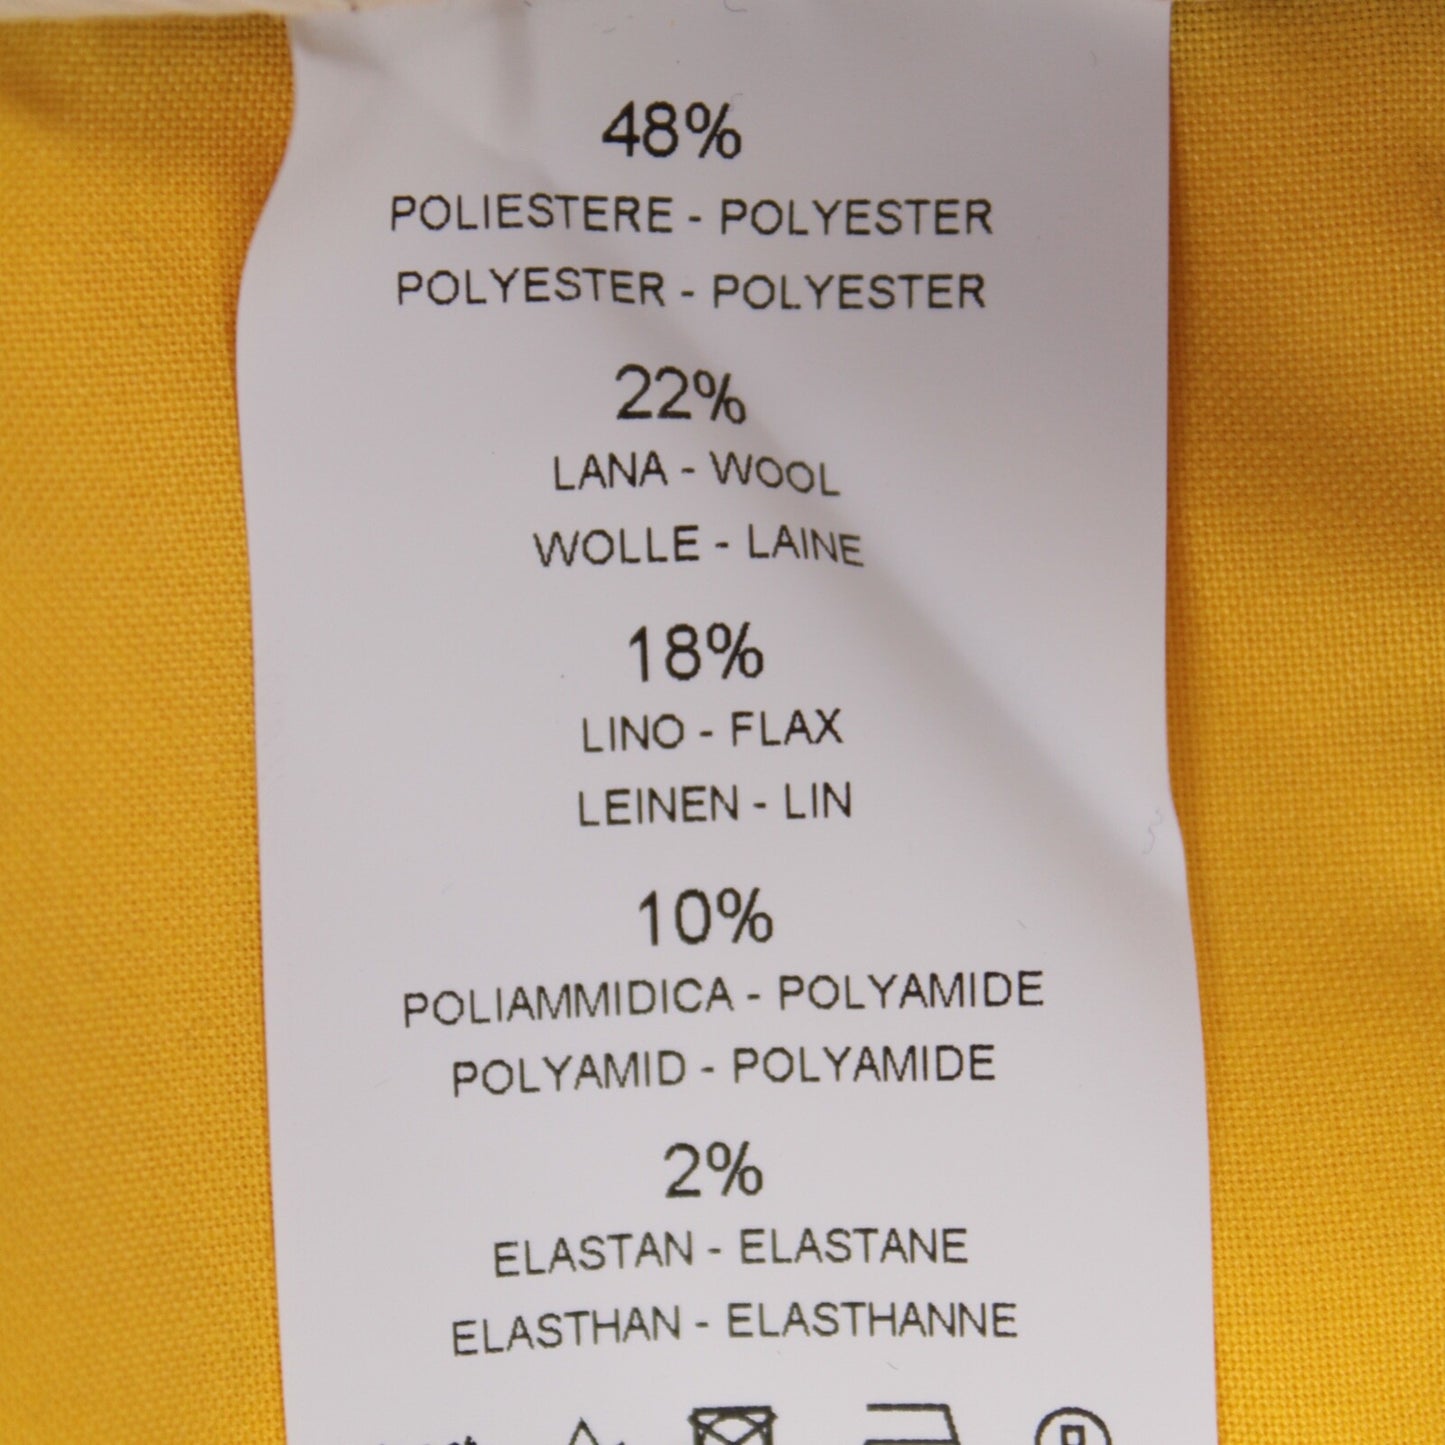 48%
POLIESTERE - POLYESTER
POLYESTER - POLYESTER
22%
LANA - WOOL
WOLLE - LAINE
18%
LINO - FLAX
LEINEN - LIN
10%
POLIAMMIDICA - POLYAMIDE
POLYAMID - POLYAMIDE
2%
ELASTAN - ELASTANE
ELASTHAN - ELASTHANNE